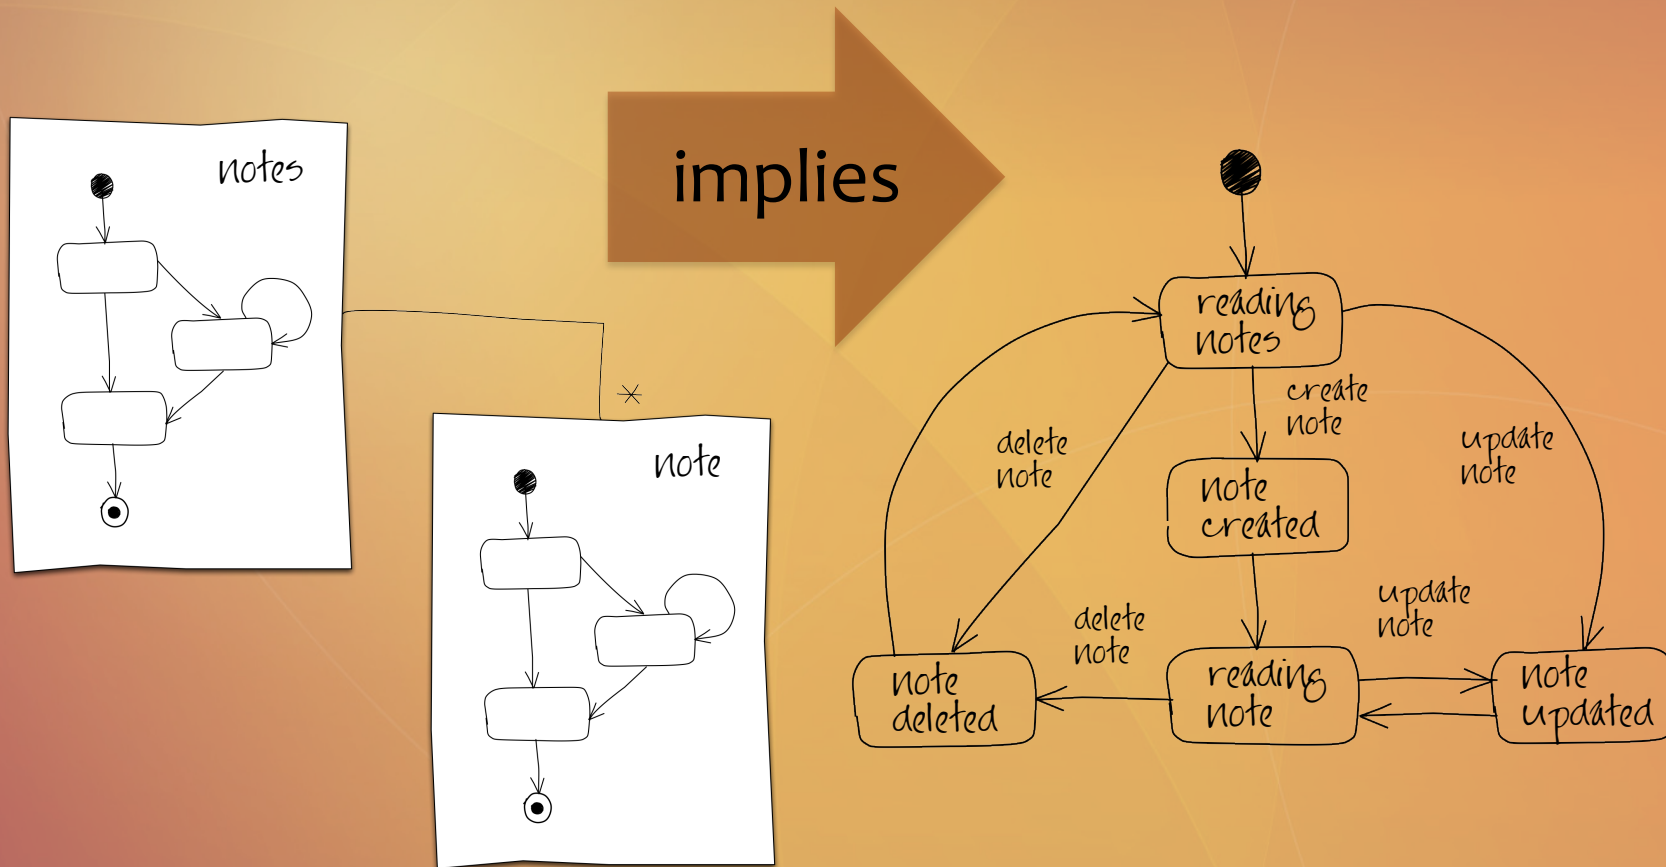 notes
implies
note
reading
notes
create
note
delete
note
update
note
note
created
delete
note
update
note
note
deleted
reading
note
note
updated